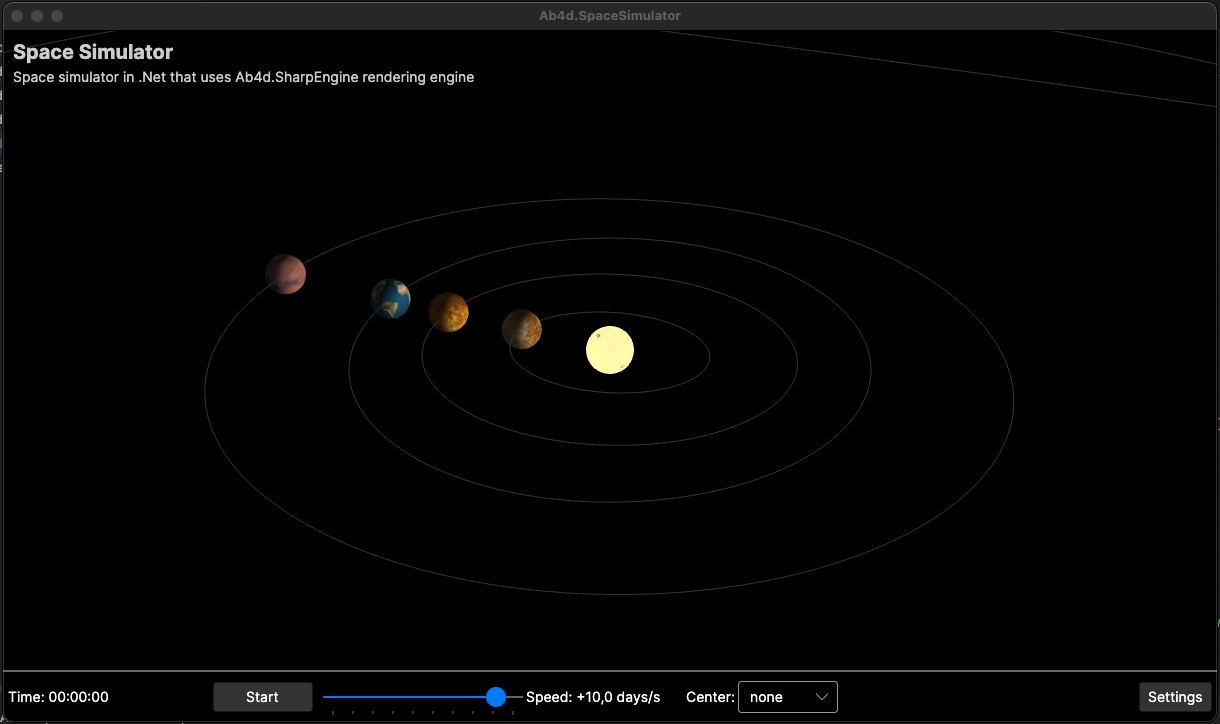 Ab4d.SpaceSimulator
Space Simulator
Space simulator in .Net that uses Ab4d.SharpEngine rendering engine
Time: 00:00:00 Start Speed: +10,0 days/s Center: none Settings